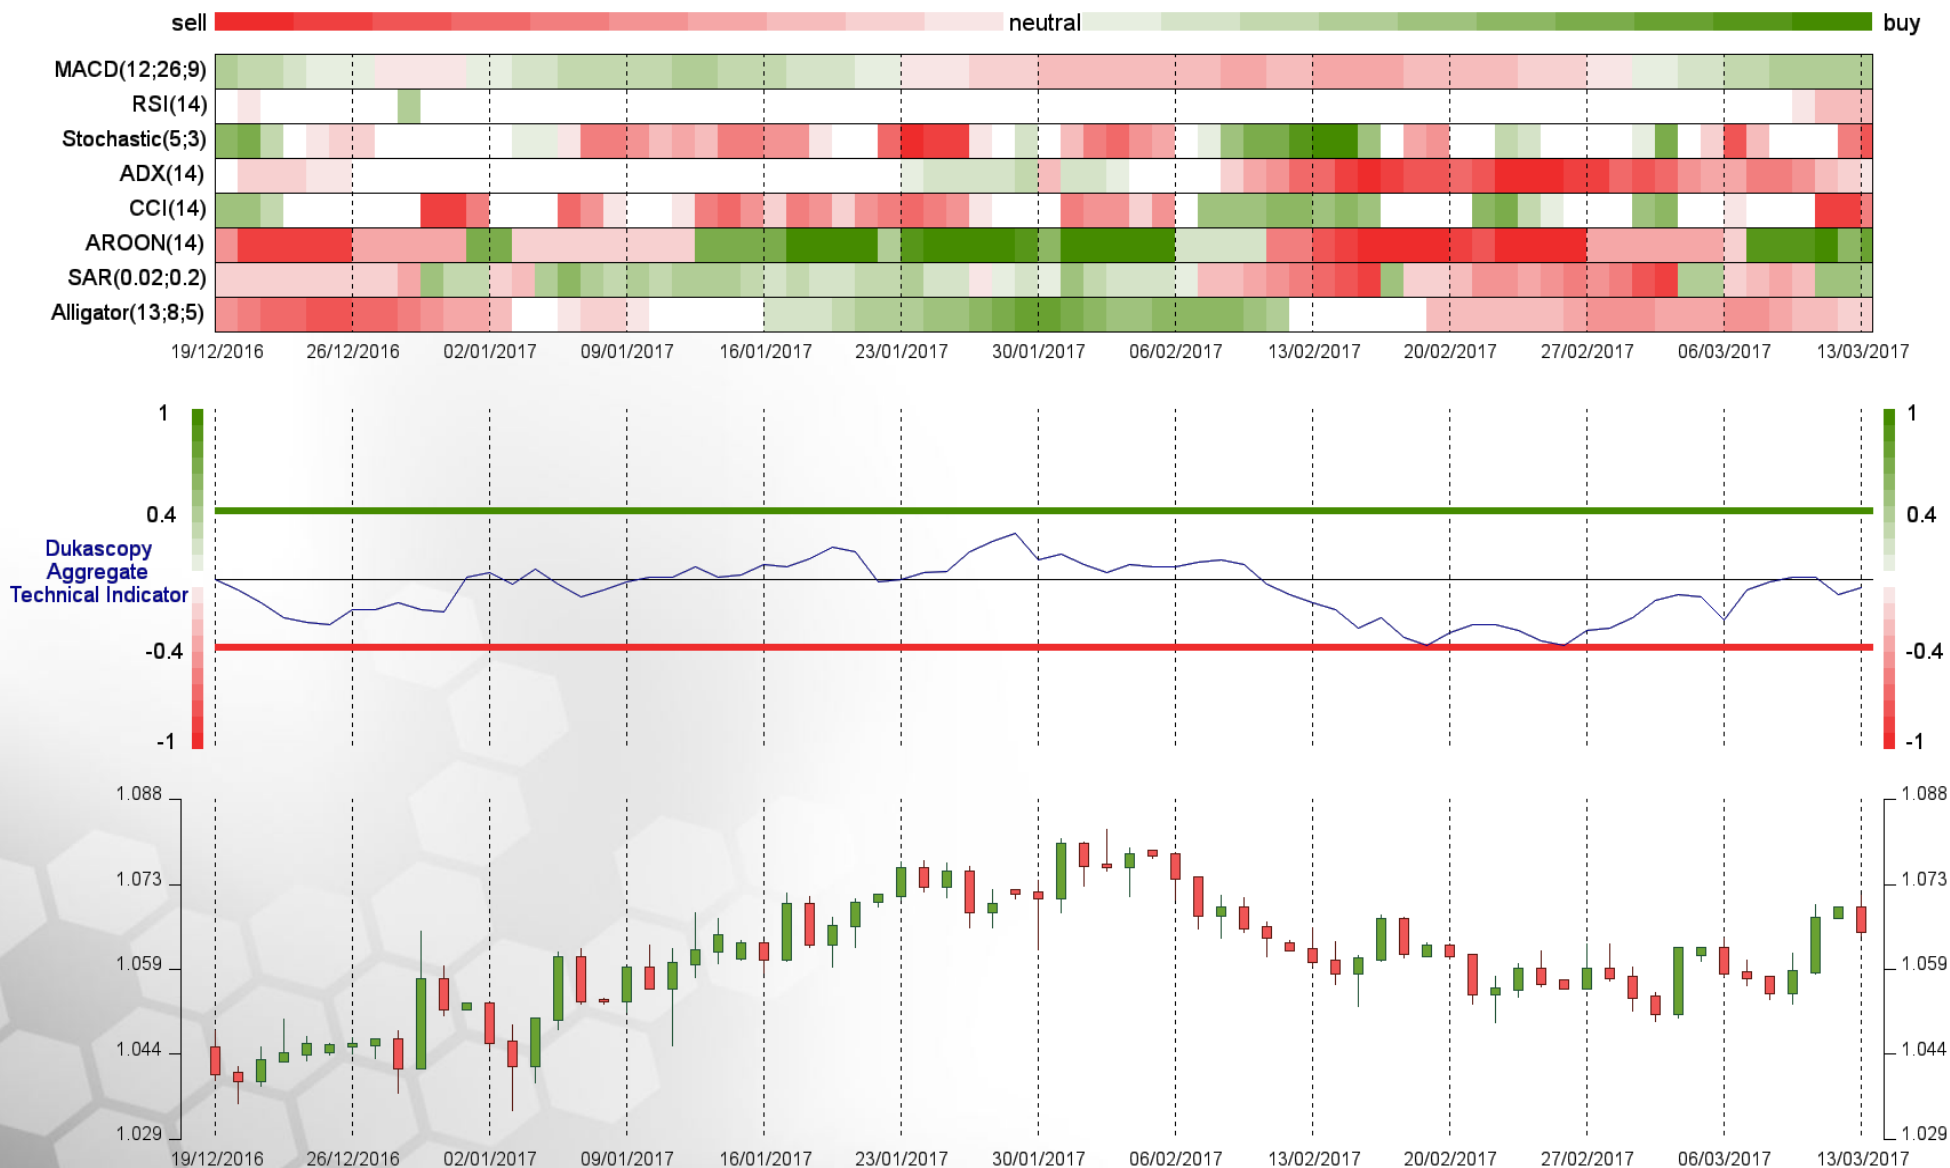 sell neutral buy
MACD(12;26;9)
RSI(14)
Stochastic(5;3)
ADX(14)
CCI(14)
AROON(14)
SAR(0.02;0.2)
Alligator(13;8;5)
19/12/2016 26/12/2016 02/01/2017 09/01/2017 16/01/2017 23/01/2017 30/01/2017 06/02/2017 13/02/2017 20/02/2017 27/02/2017 06/03/2017 13/03/2017
1 1
0.4 0.4
Dukascopy
Aggregate
Technical Indicator
-0.4 -0.4
-1 -1
1.088 1.088
1.073 1.073
1.059 1.059
1.044 1.044
1.029 1.029
19/12/2016 26/12/2016 02/01/2017 09/01/2017 16/01/2017 23/01/2017 30/01/2017 06/02/2017 13/02/2017 20/02/2017 27/02/2017 06/03/2017 13/03/2017